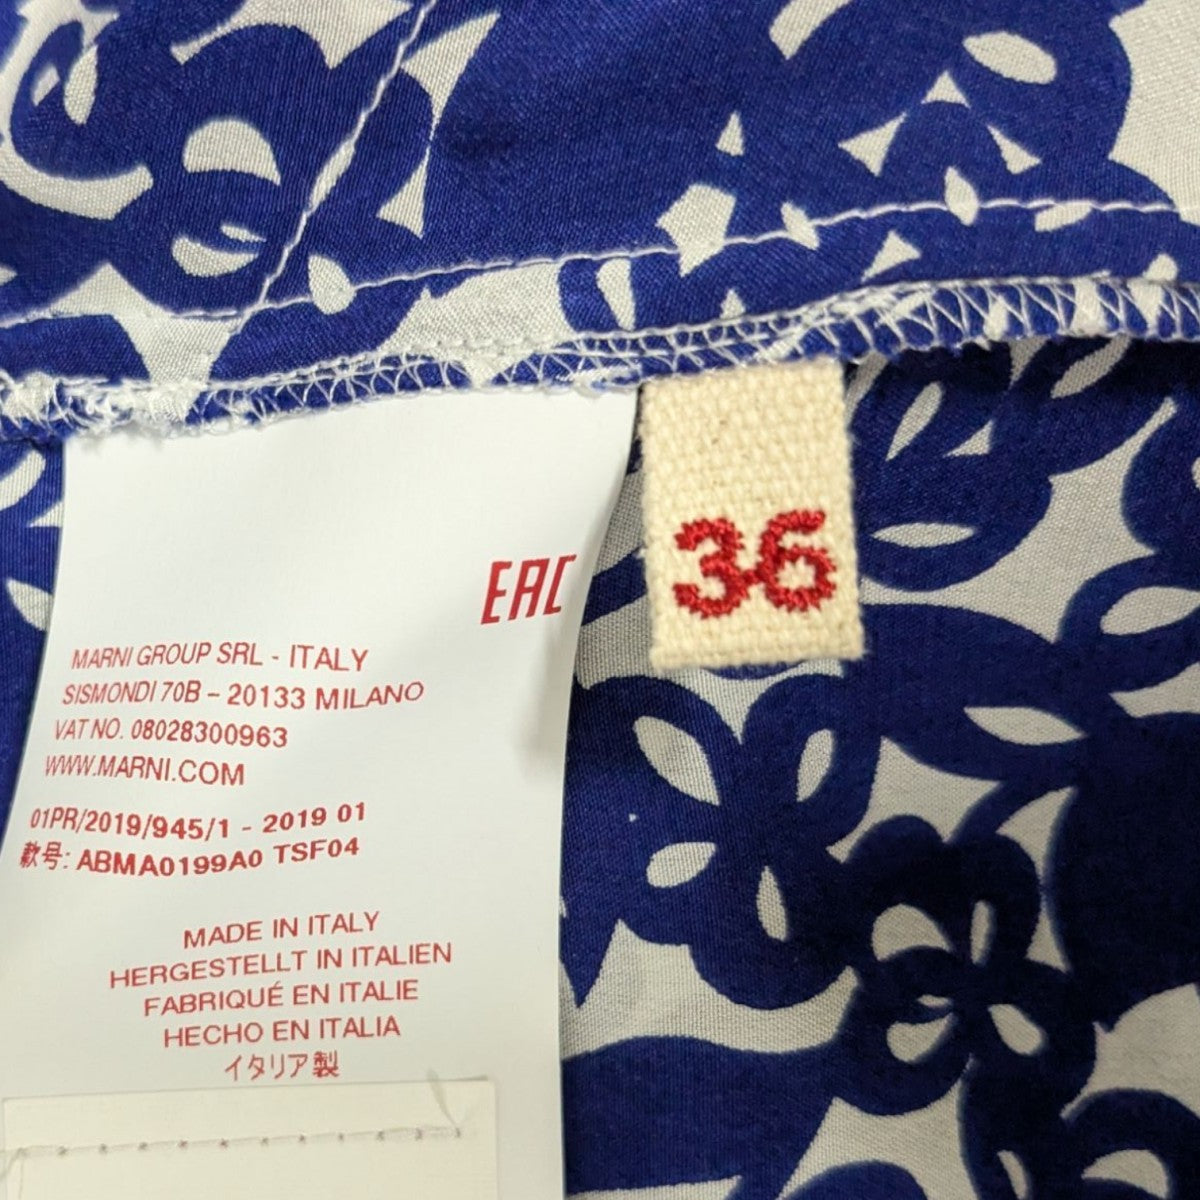 36
EAC
MARNI GROUP SRL - ITALY
SISMONDI 70B - 20133 MILANO
VAT NO. 08028300963
WWW.MARNI.COM
01PR/2019/945/1 - 2019 01
款号: ABMA0199A0 TSF04
MADE IN ITALY
HERGESTELLT IN ITALIEN
FABRIQUÉ EN ITALIE
HECHO EN ITALIA
イタリア製